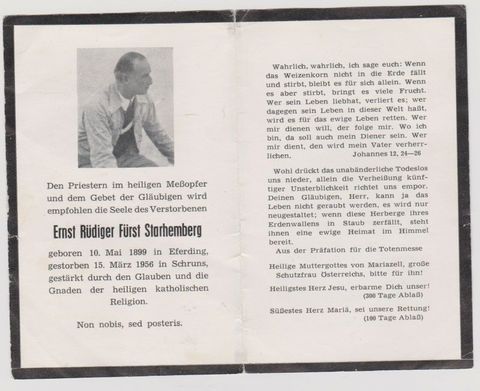 Den Priestern im heiligen Meßopfer
und dem Gebet der Gläubigen wird
empfohlen die Seele des Verstorbenen
Ernst Rüdiger Fürst Starhemberg
geboren 10. Mai 1899 in Eferding,
gestorben 15. März 1956 in Schruns,
gestärkt durch den Glauben und die
Gnaden der heiligen katholischen
Religion.
Non nobis, sed posteris.
Wahrlich, wahrlich, ich sage euch: Wenn
das Weizenkorn nicht in die Erde fällt
und stirbt, bleibt es für sich allein. Wenn
es aber stirbt, bringt es viele Frucht.
Wer sein Leben liebhat, verliert es; wer
dagegen sein Leben in dieser Welt haßt,
wird es für das ewige Leben retten. Wer
mir dienen will, der folge mir. Wo ich
bin, da soll auch mein Diener sein. Wer
mir dient, den wird mein Vater verherr-
lichen. Johannes 12, 24—26
Wohl drückt das unabänderliche Todeslos
uns nieder, allein die Verheißung künfti-
ger Unsterblichkeit richtet uns empor.
Deinen Gläubigen, Herr, kann ja das
Leben nicht geraubt werden, es wird nur
neugestaltet; wenn diese Herberge ihres
Erdenwallens in Staub zerfällt, steht
ihnen eine ewige Heimat im Himmel
bereit.
Aus der Präfation für die Totenmesse
Heilige Muttergottes von Mariazell, große
Schutzfrau Österreichs, bitte für ihn!
Heiligstes Herz Jesu, erbarme Dich unser!
(300 Tage Ablaß)
Süßestes Herz Mariä, sei unsere Rettung!
(100 Tage Ablaß)